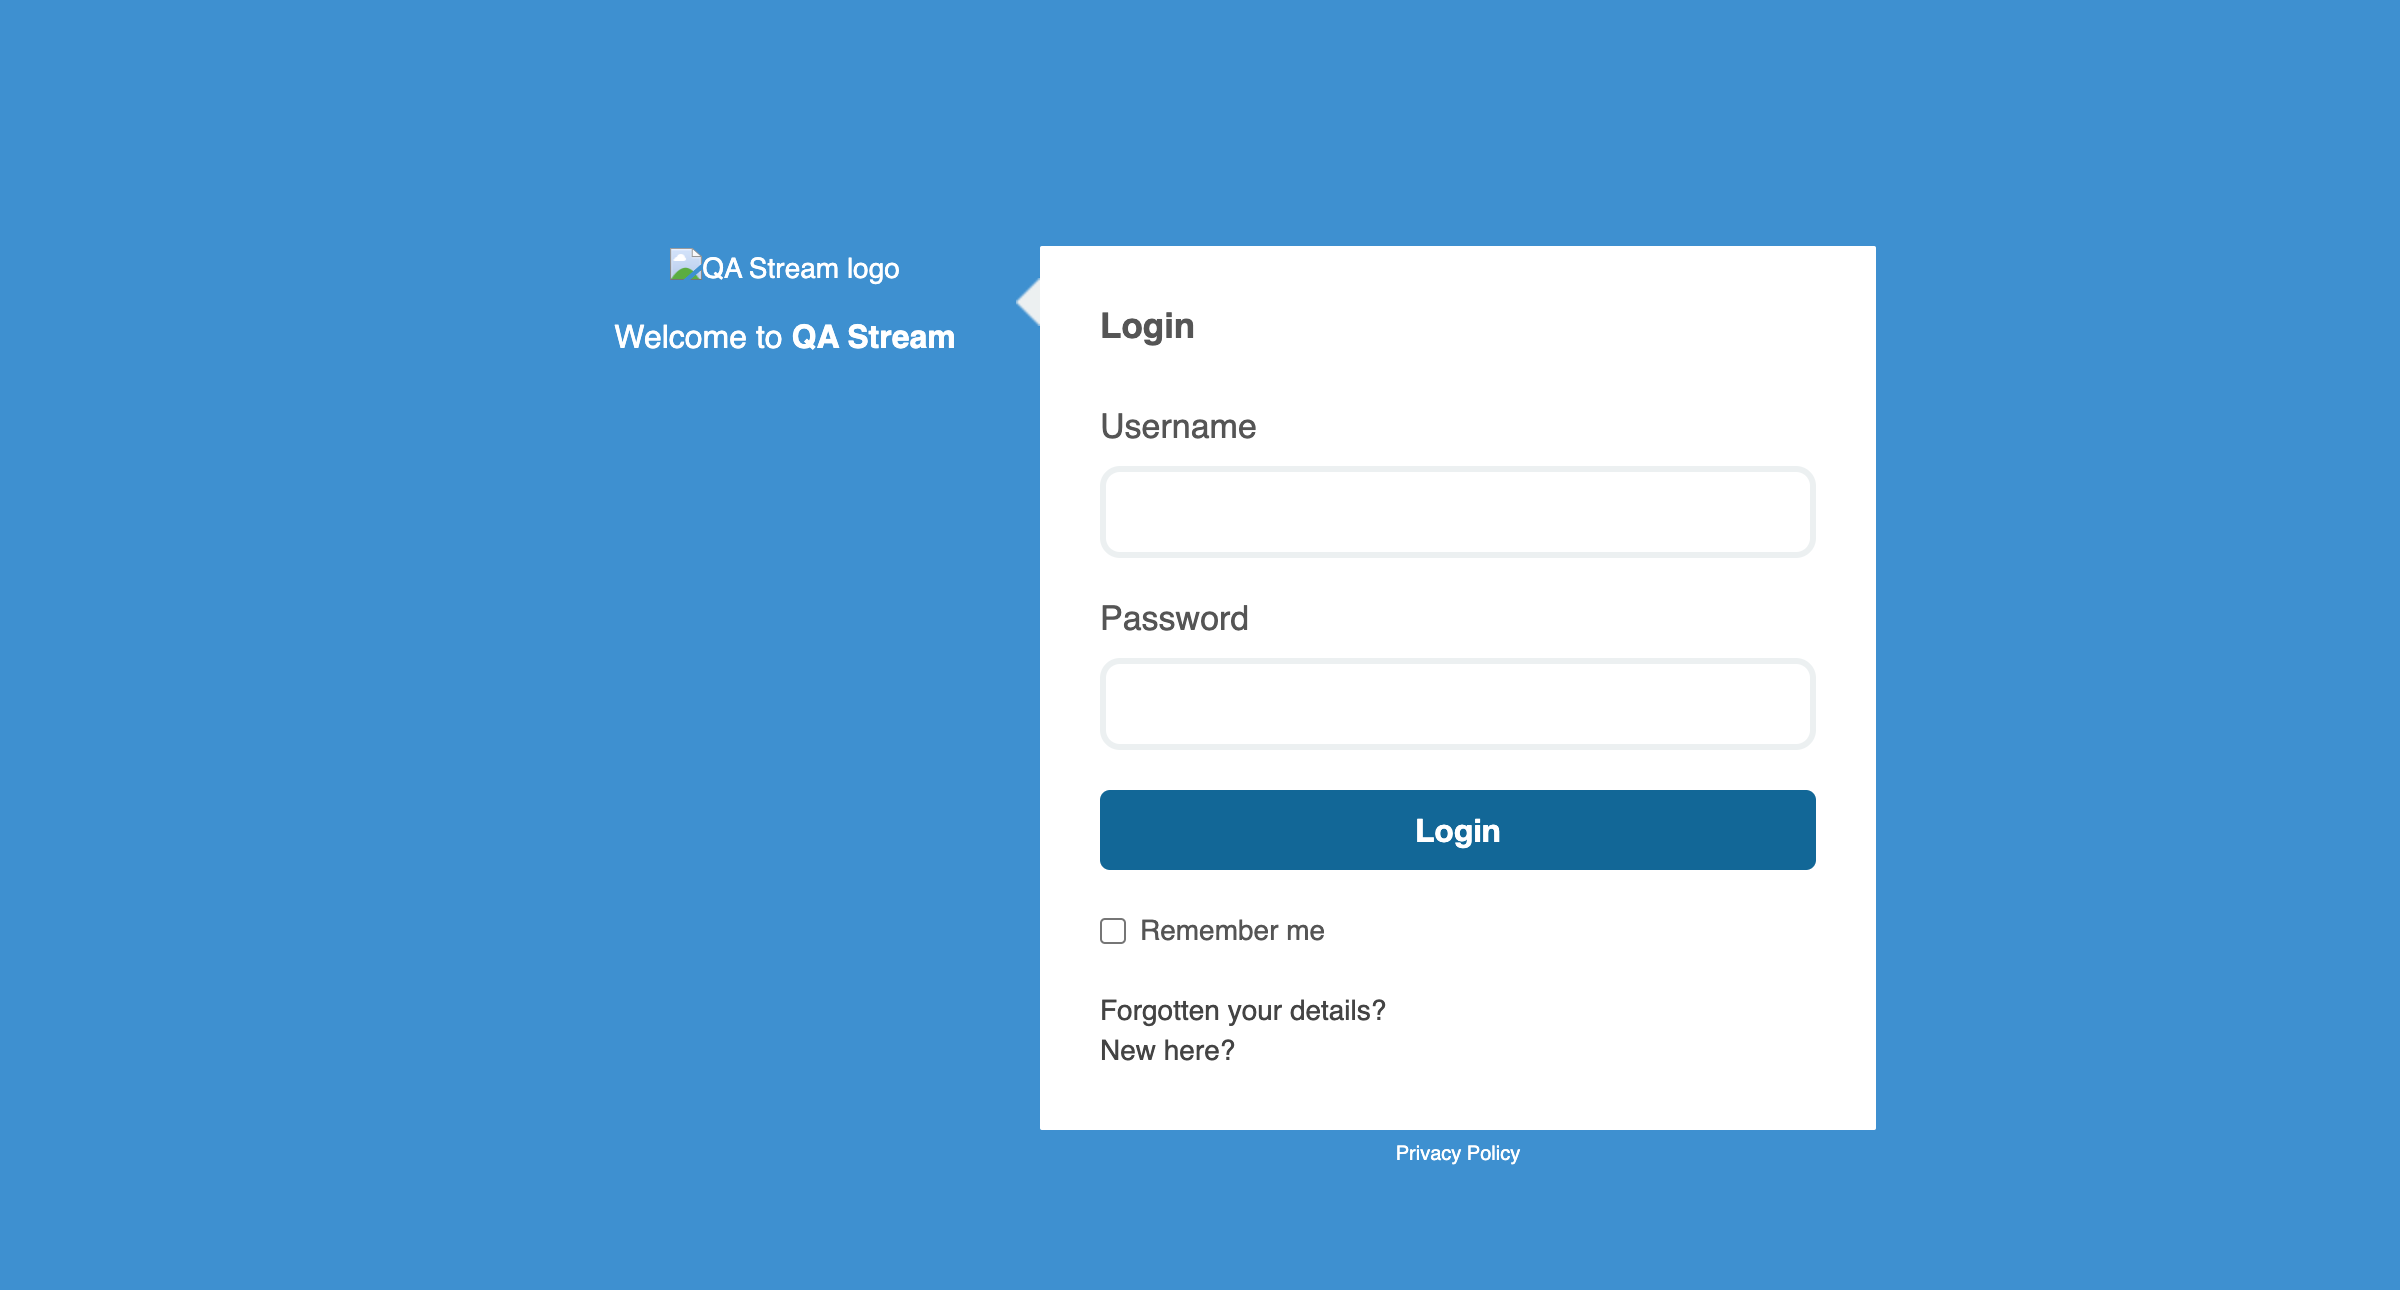 QA Stream logo
Welcome to QA Stream
Login
Username
Password
Login
Remember me
Forgotten your details?
New here?
Privacy Policy